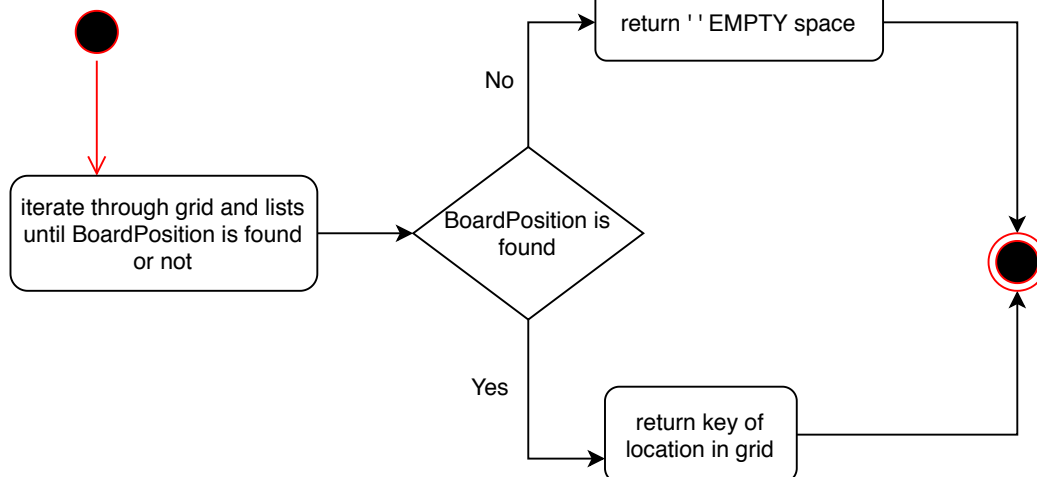 return ' ' EMPTY space
No
iterate through grid and lists
until BoardPosition is found
or not
BoardPosition is
found
Yes
return key of
location in grid